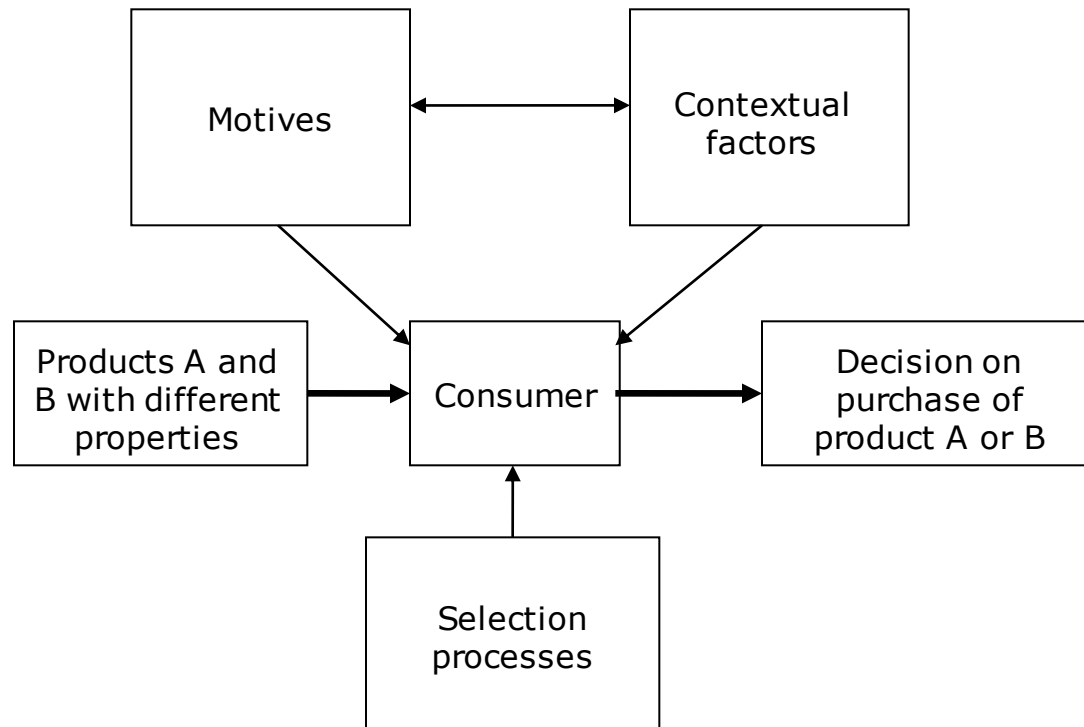 Motives
Contextual
factors
Products A and
B with different
properties
Consumer
Decision on
purchase of
product A or B
Selection
processes